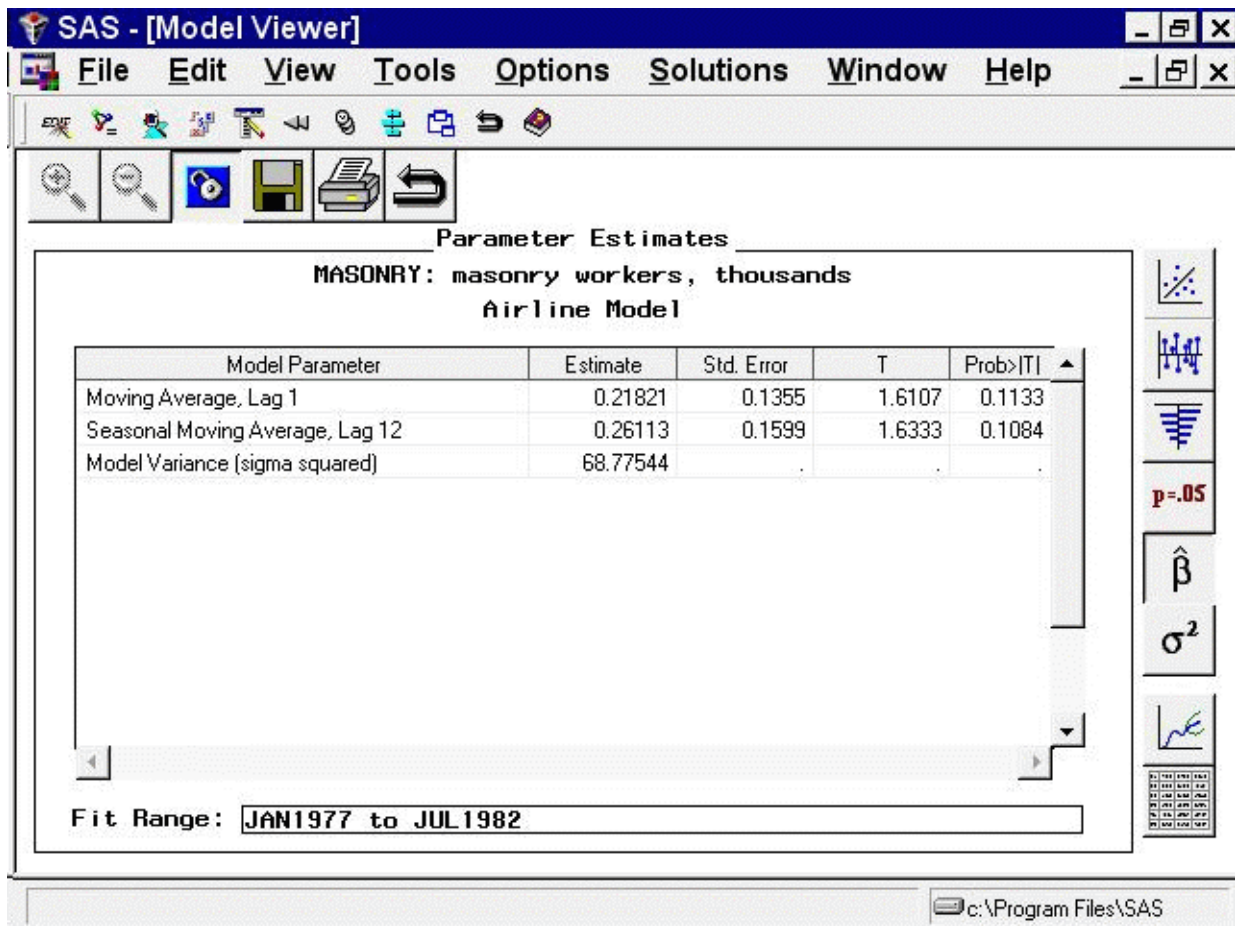 SAS - [Model Viewer]
File Edit View Tools Options Solutions Window Help
Parameter Estimates
MASONRY: masonry workers, thousands
Airline Model
Model Parameter Estimate Std. Error T Prob>|T|
Moving Average, Lag 1 0.21821 0.1355 1.6107 0.1133
Seasonal Moving Average, Lag 12 0.26113 0.1599 1.6333 0.1084
Model Variance (sigma squared) 68.77544 . . .
p=.05
β̂
σ²
Fit Range: JAN1977 to JUL1982
c:\Program Files\SAS